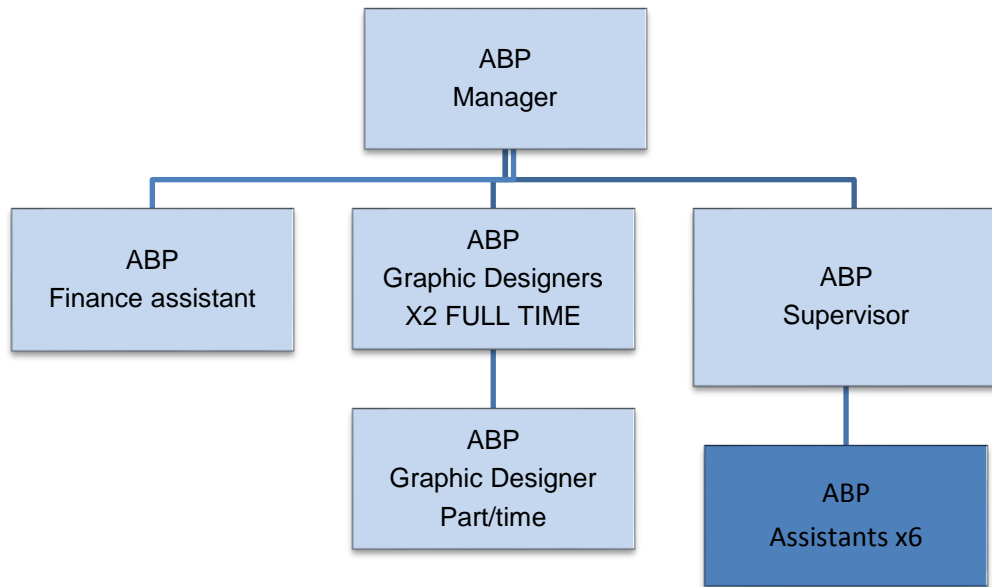 ABP
Manager
ABP
Finance assistant
ABP
Graphic Designers
X2 FULL TIME
ABP
Supervisor
ABP
Graphic Designer
Part/time
ABP
Assistants x6